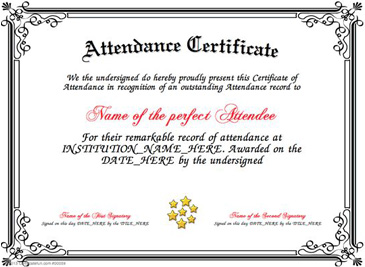 Attendance Certificate
We the undersigned do hereby proudly present this Certificate of
Attendance in recognition of an outstanding Attendance record to
Name of the perfect Attendee
For their remarkable record of attendance at
INSTITUTION_NAME_HERE. Awarded on the
DATE_HERE by the undersigned
Name of the First Signatory
Name of the Second Signatory
Signed on this day DATE_HERE by the TITLE_HERE
Signed on this day DATE_HERE by the TITLE_HERE